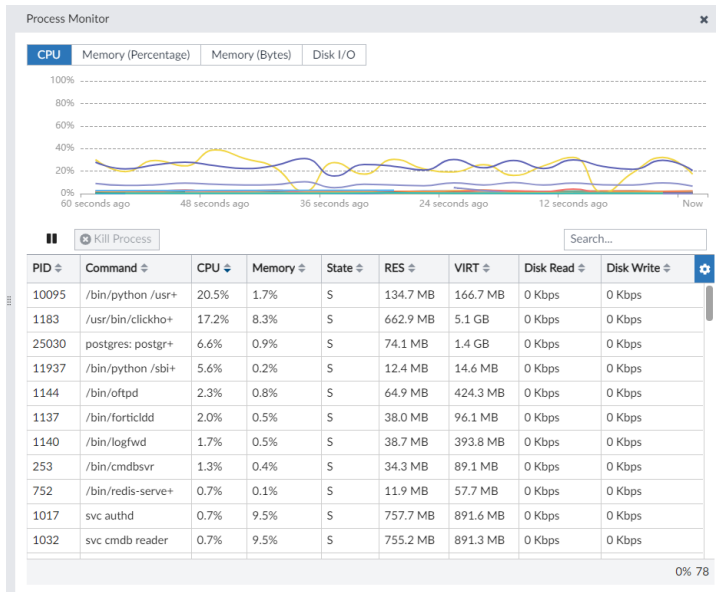 Process Monitor
CPU Memory (Percentage) Memory (Bytes) Disk I/O
100%
80%
60%
40%
20%
0%
60 seconds ago 48 seconds ago 36 seconds ago 24 seconds ago 12 seconds ago Now
Kill Process Search...
PID Command CPU Memory State RES VIRT Disk Read Disk Write
10095 /bin/python /usr+ 20.5% 1.7% S 134.7 MB 166.7 MB 0 Kbps 0 Kbps
1183 /usr/bin/clickho+ 17.2% 8.3% S 662.9 MB 5.1 GB 0 Kbps 0 Kbps
25030 postgres: postgr+ 6.6% 0.9% S 74.1 MB 1.4 GB 0 Kbps 0 Kbps
11937 /bin/python /sbi+ 5.6% 0.2% S 12.4 MB 14.6 MB 0 Kbps 0 Kbps
1144 /bin/oftpd 2.3% 0.8% S 64.9 MB 424.3 MB 0 Kbps 0 Kbps
1137 /bin/forticldd 2.0% 0.5% S 38.0 MB 96.1 MB 0 Kbps 0 Kbps
1140 /bin/logfwd 1.7% 0.5% S 38.7 MB 393.8 MB 0 Kbps 0 Kbps
253 /bin/cmdbsvr 1.3% 0.4% S 34.3 MB 89.1 MB 0 Kbps 0 Kbps
752 /bin/redis-serve+ 0.7% 0.1% S 11.9 MB 57.7 MB 0 Kbps 0 Kbps
1017 svc authd 0.7% 9.5% S 757.7 MB 891.6 MB 0 Kbps 0 Kbps
1032 svc cmdb reader 0.7% 9.5% S 755.2 MB 891.3 MB 0 Kbps 0 Kbps
0% 78